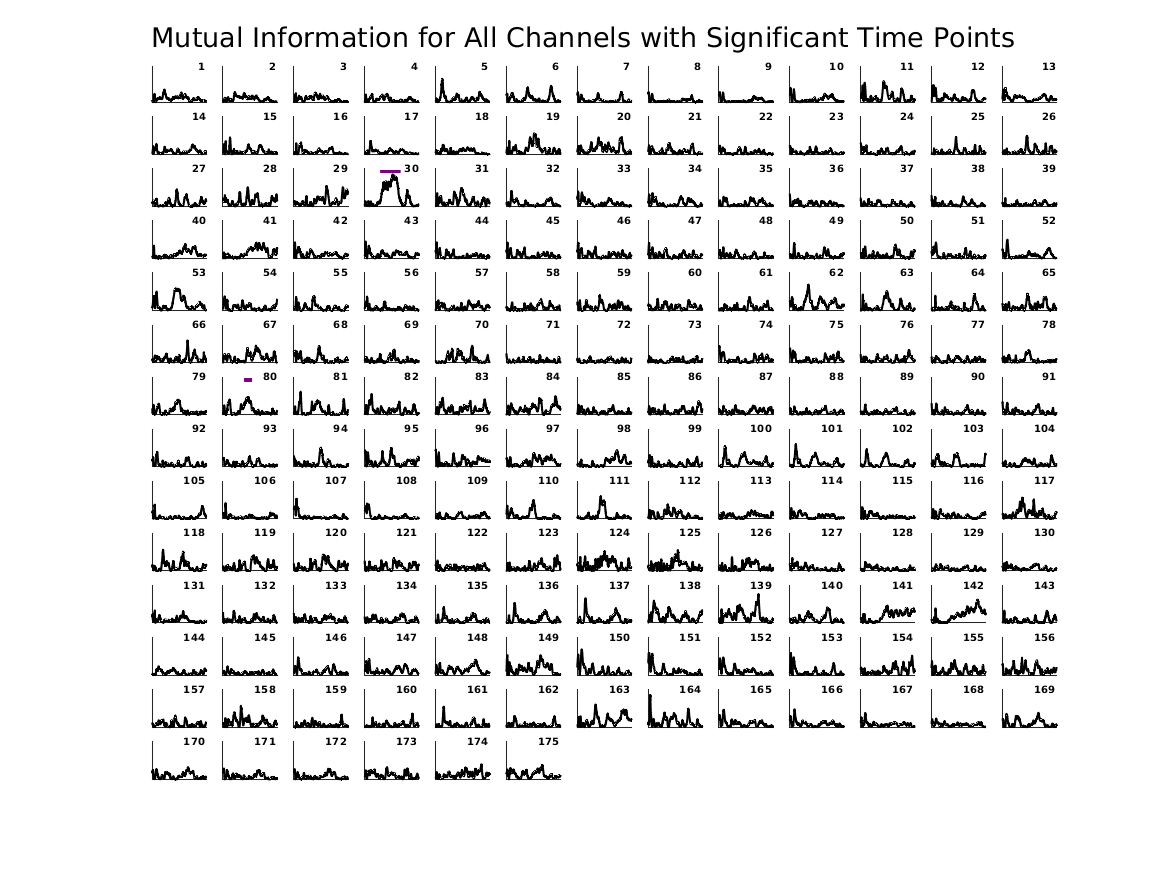 Mutual Information for All Channels with Significant Time Points
1 2 3 4 5 6 7 8 9 10 11 12 13
14 15 16 17 18 19 20 21 22 23 24 25 26
27 28 29 30 31 32 33 34 35 36 37 38 39
40 41 42 43 44 45 46 47 48 49 50 51 52
53 54 55 56 57 58 59 60 61 62 63 64 65
66 67 68 69 70 71 72 73 74 75 76 77 78
79 80 81 82 83 84 85 86 87 88 89 90 91
92 93 94 95 96 97 98 99 100 101 102 103 104
105 106 107 108 109 110 111 112 113 114 115 116 117
118 119 120 121 122 123 124 125 126 127 128 129 130
131 132 133 134 135 136 137 138 139 140 141 142 143
144 145 146 147 148 149 150 151 152 153 154 155 156
157 158 159 160 161 162 163 164 165 166 167 168 169
170 171 172 173 174 175